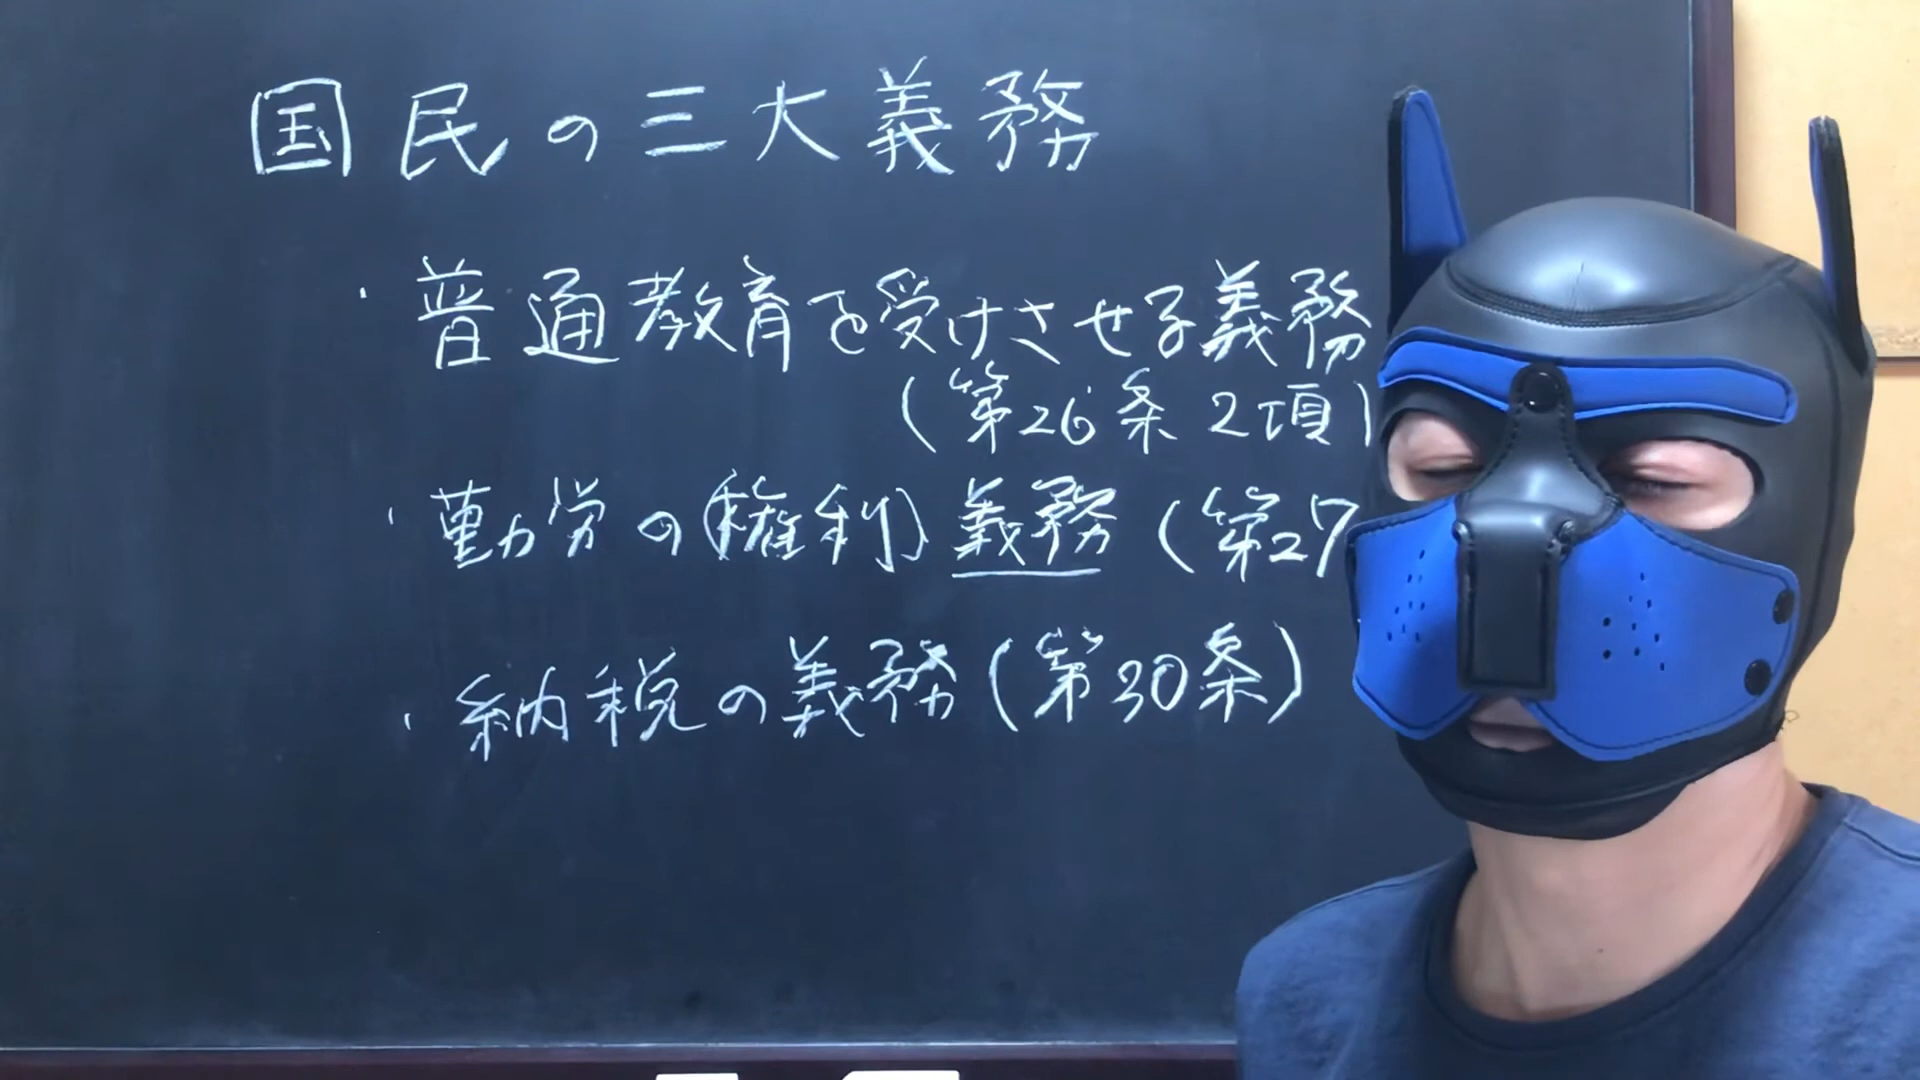 国民の三大義務
・普通教育を受けさせる義務
(第26条2項)
・勤労の(権利)義務(第27
・納税の義務(第30条)